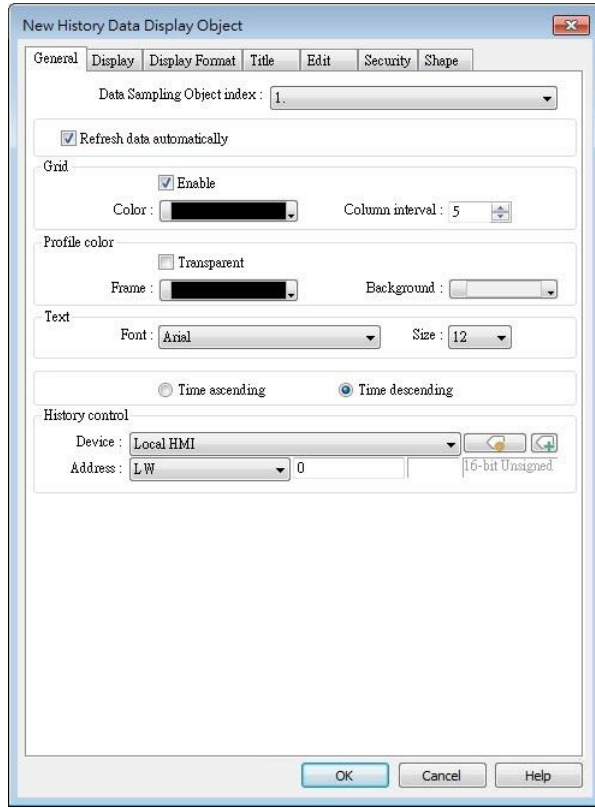 New History Data Display Object
General Display Display Format Title Edit Security Shape
Data Sampling Object index : 1.
Refresh data automatically
Grid
Enable
Color : Column interval : 5
Profile color
Transparent
Frame : Background :
Text
Font : Arial Size : 12
Time ascending Time descending
History control
Device : Local HMI
Address : LW 0 16-bit Unsigned
OK Cancel Help